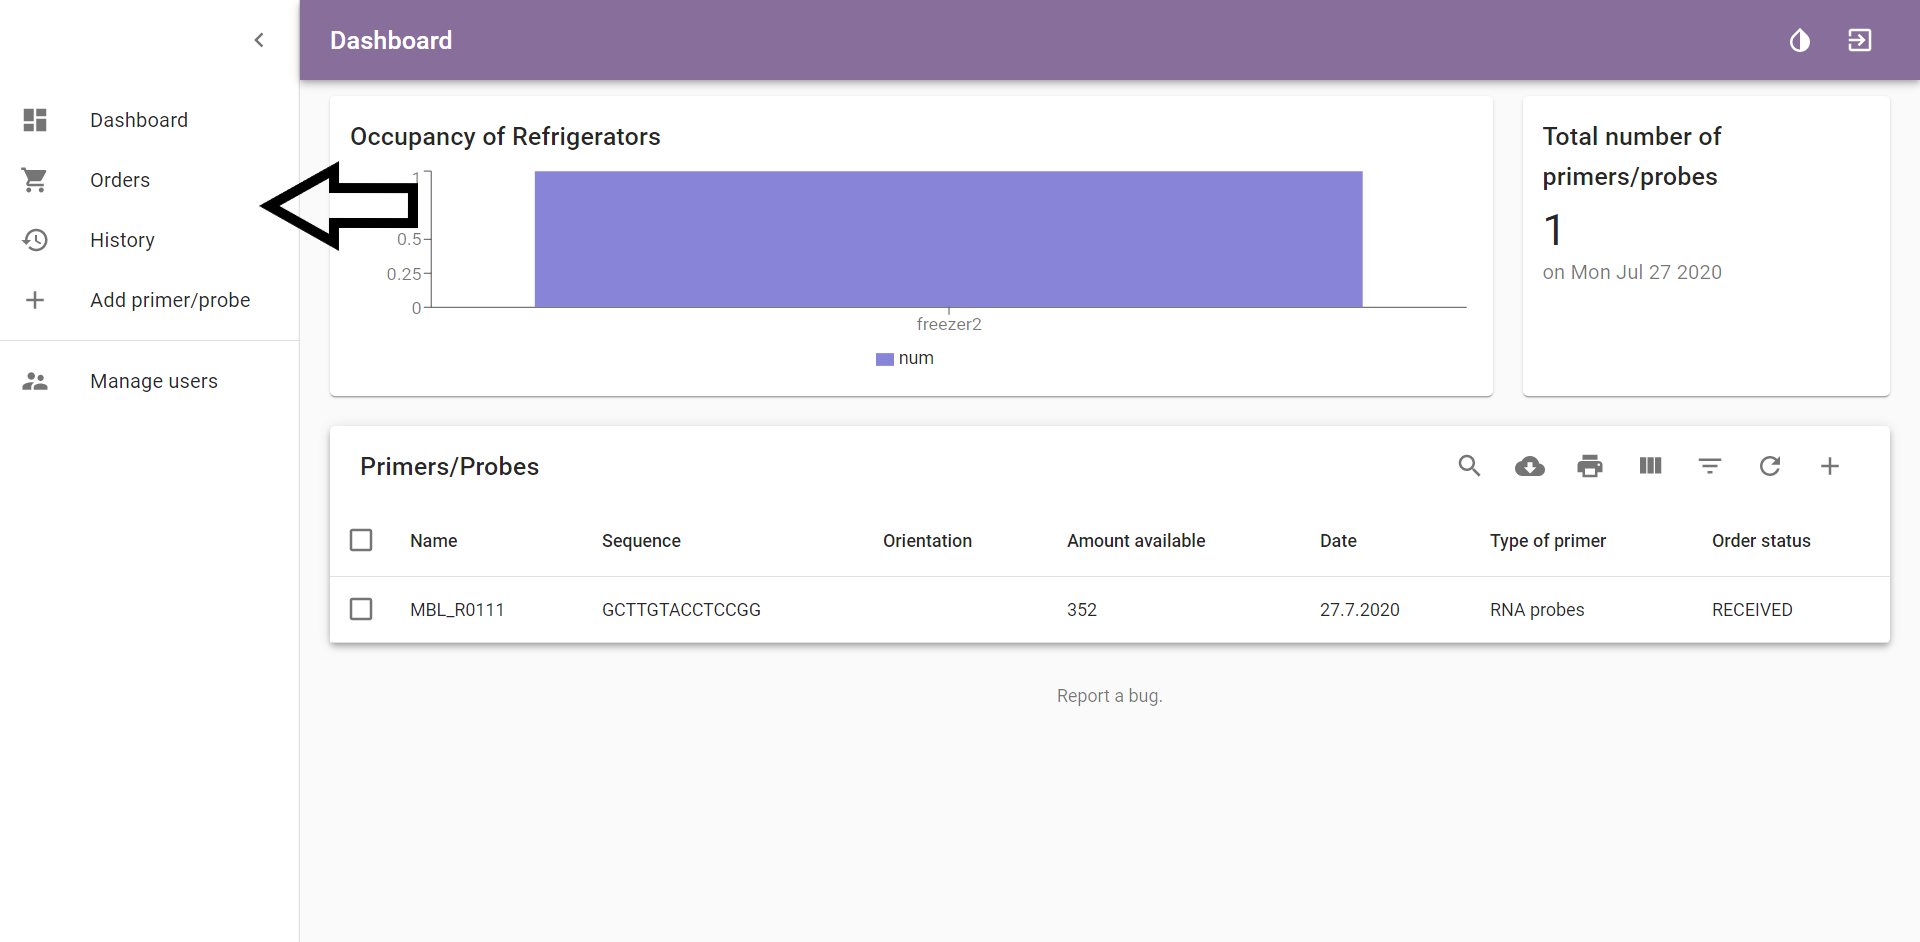 Dashboard
Dashboard
Orders
History
Add primer/probe
Manage users
Occupancy of Refrigerators
1
0.5
0.25
0
freezer2
num
Total number of
primers/probes
1
on Mon Jul 27 2020
Primers/Probes
Name Sequence Orientation Amount available Date Type of primer Order status
MBL_R0111 GCTTGTACCTCCGG 352 27.7.2020 RNA probes RECEIVED
Report a bug.